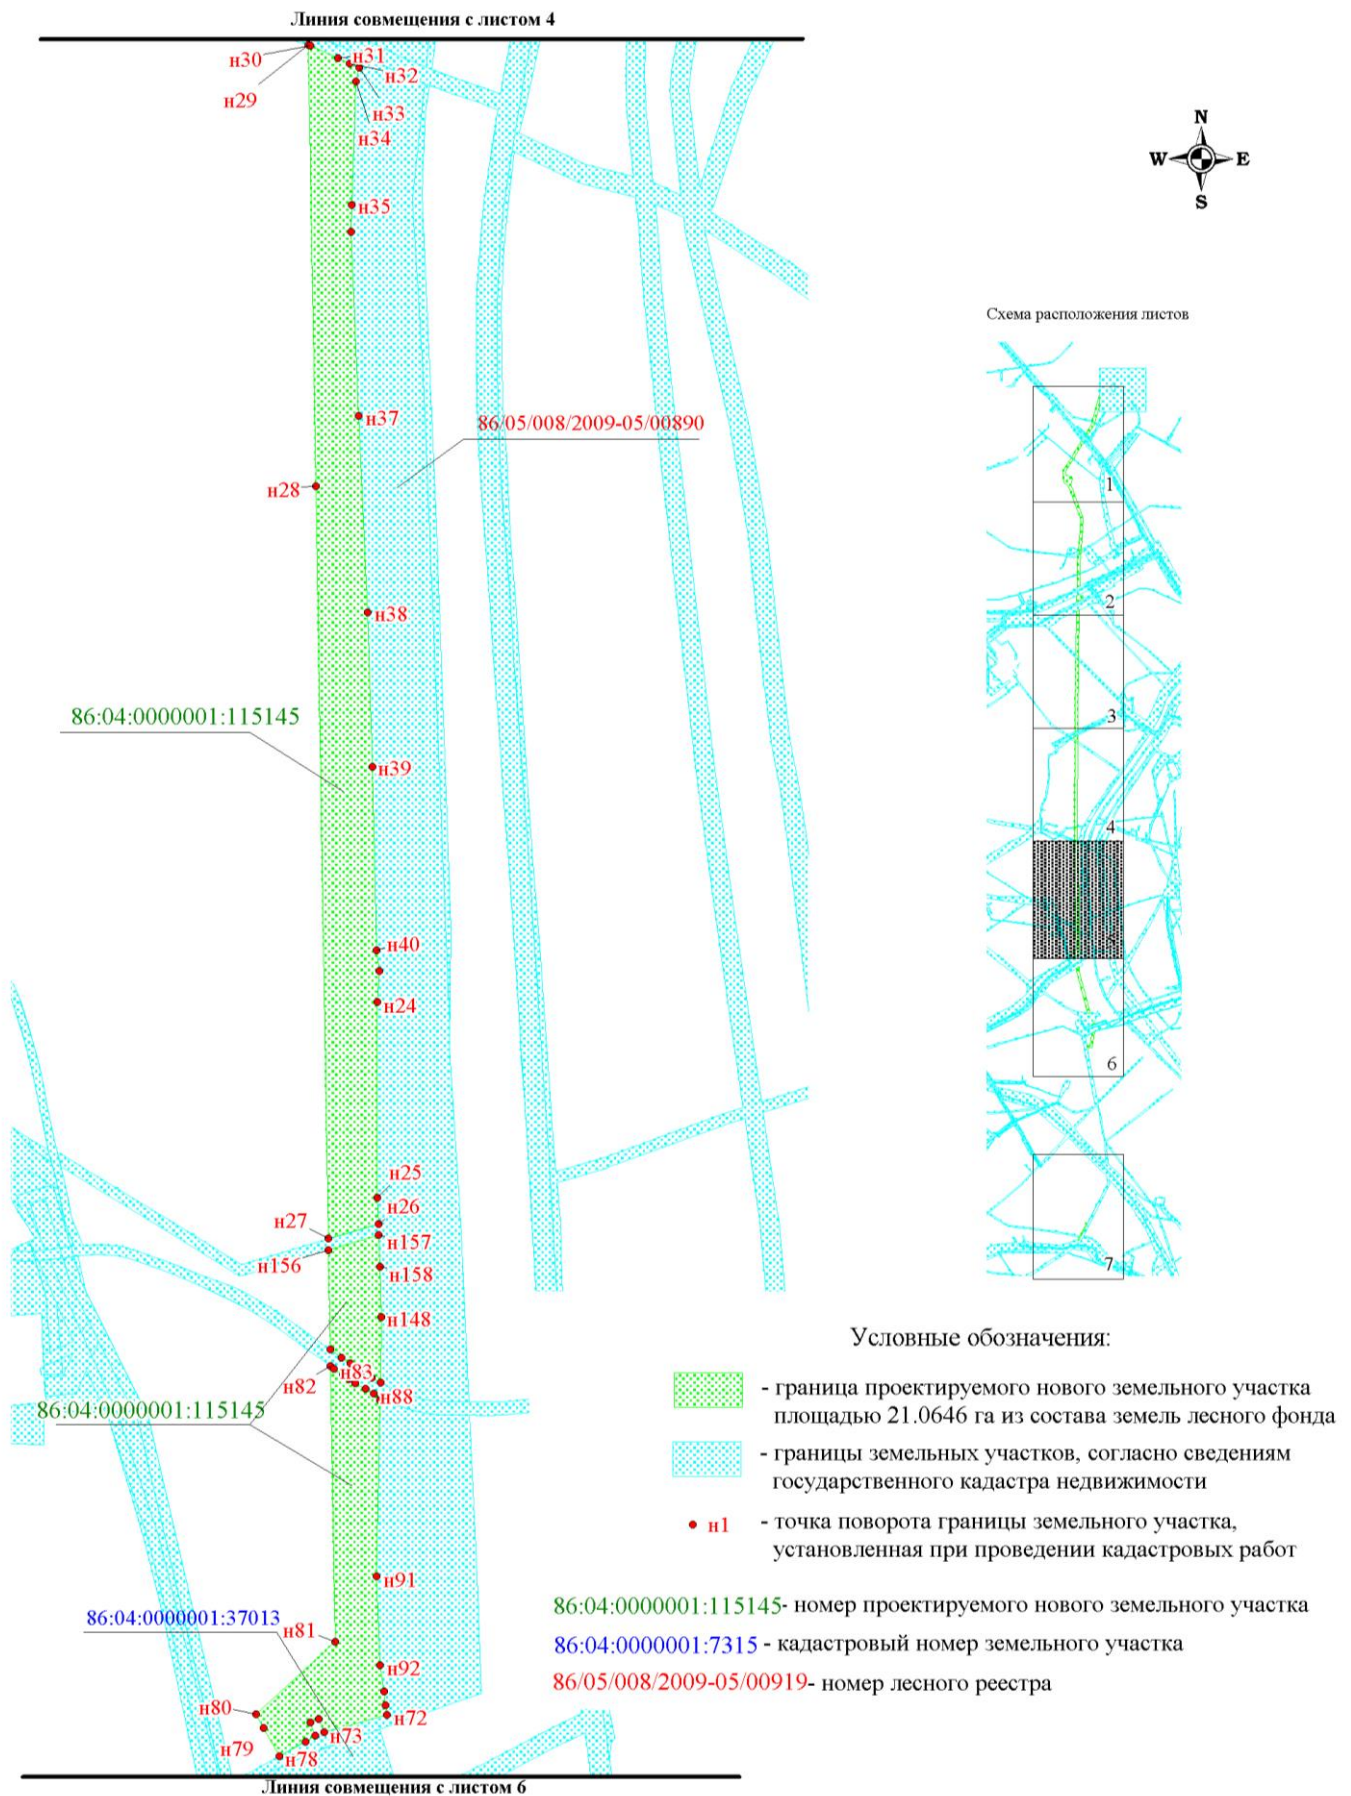 Линия совмещения с листом 4
н30
н31
н32
н29
н33
н34
N
W
E
S
н35
Схема расположения листов
н37
86/05/008/2009-05/00890
н28
1
2
н38
3
86:04:0000001:115145
н39
4
н40
н24
6
н25
н26
н27
н157
н156
н158
7
н148
Условные обозначения:
н83
н82
н88
- граница проектируемого нового земельного участка
площадью 21.0646 га из состава земель лесного фонда
86:04:0000001:115145
- границы земельных участков, согласно сведениям
государственного кадастра недвижимости
н1
- точка поворота границы земельного участка,
установленная при проведении кадастровых работ
н91
86:04:0000001:115145- номер проектируемого нового земельного участка
86:04:0000001:37013
н81
86:04:0000001:7315 - кадастровый номер земельного участка
н92
86/05/008/2009-05/00919- номер лесного реестра
н80
н72
н73
н79
н78
Линия совмещения с листом 6